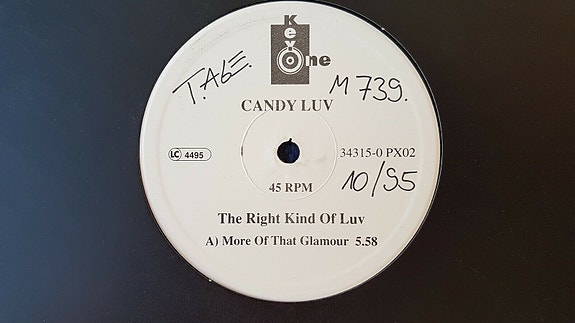 Key One
T.AGE.
M 739.
CANDY LUV
LC 4495
34315-0 PX02
45 RPM
10/95
The Right Kind Of Luv
A) More Of That Glamour 5.58